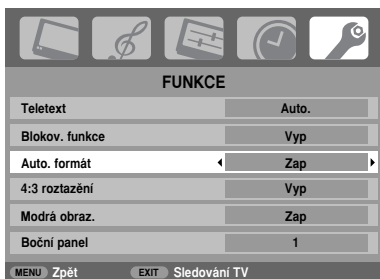 FUNKCE
Teletext Auto.
Blokov. funkce Vyp
Auto. formát Zap
4:3 roztazění Vyp
Modrá obraz. Zap
Boční panel 1
MENU Zpět EXIT Sledování TV